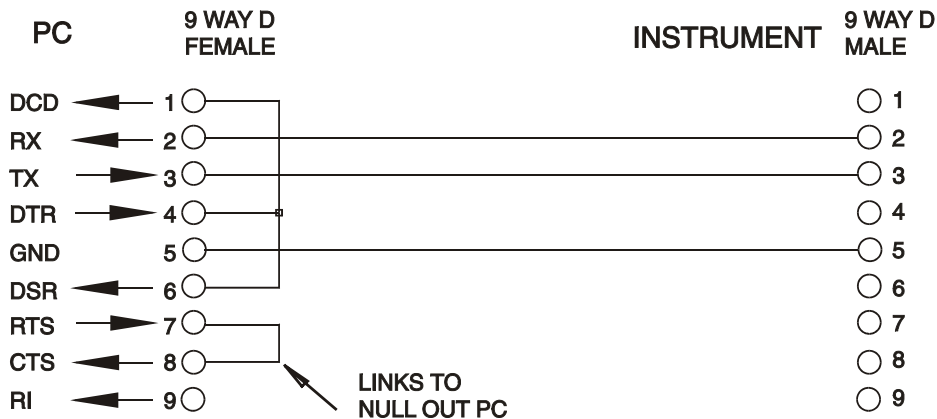 PC
9 WAY D
FEMALE
INSTRUMENT
9 WAY D
MALE
DCD 1 1
RX 2 2
TX 3 3
DTR 4 4
GND 5 5
DSR 6 6
RTS 7 7
CTS 8 8
RI 9 9
LINKS TO
NULL OUT PC